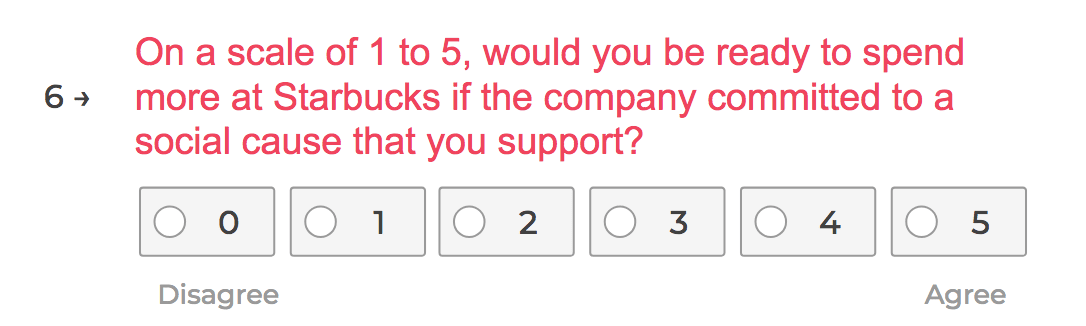 On a scale of 1 to 5, would you be ready to spend
6 → more at Starbucks if the company committed to a
social cause that you support?
0 1 2 3 4 5
Disagree Agree